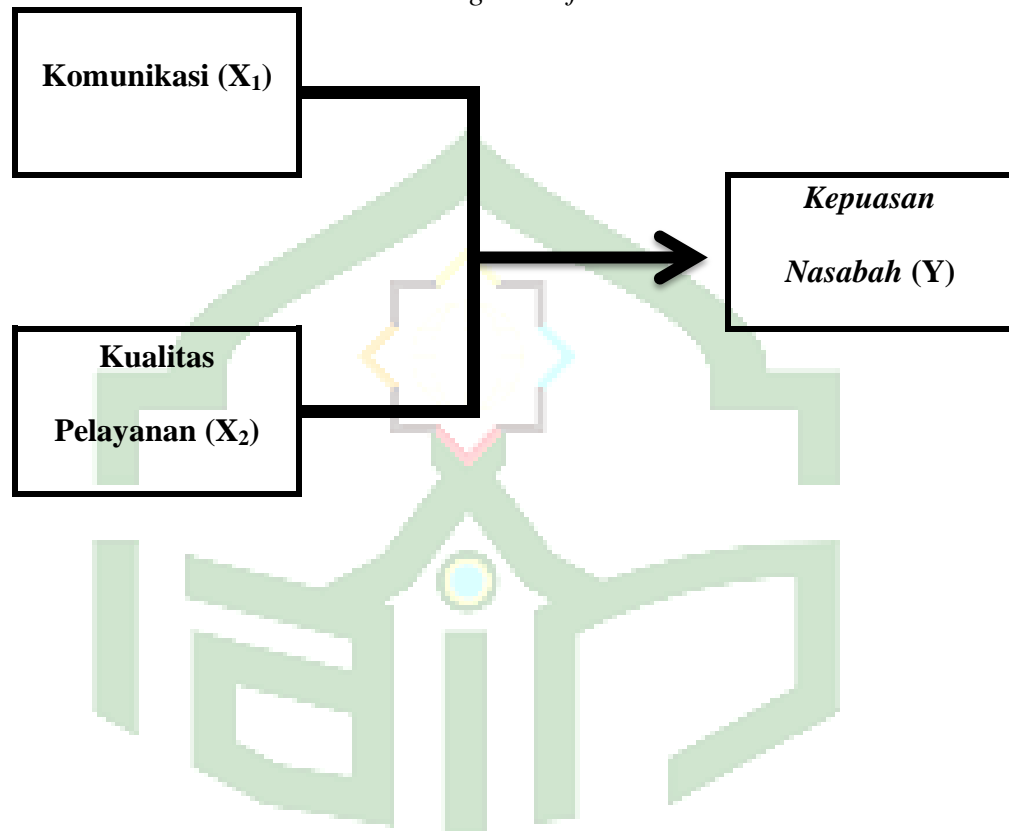 Komunikasi (X₁)
Kepuasan
Nasabah (Y)
Kualitas
Pelayanan (X₂)